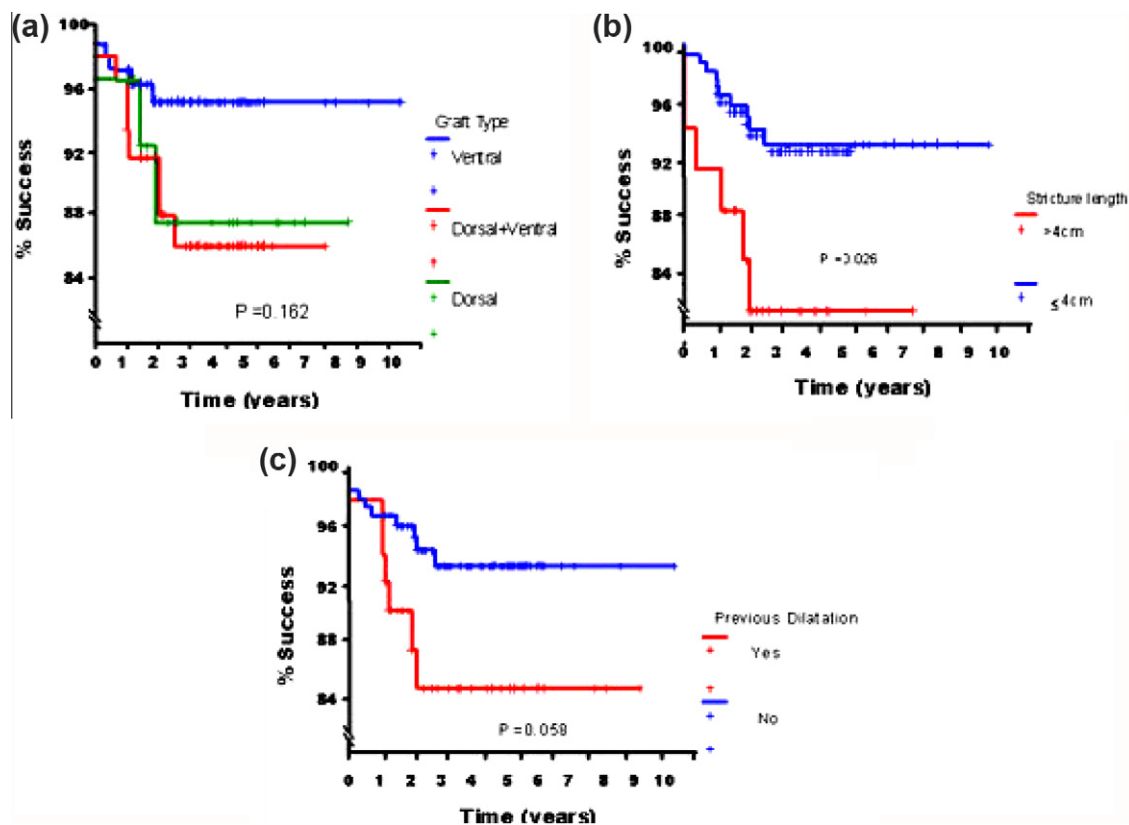 (a)
100
96
92
88
84
% Success
Graft Type
Ventral
Dorsal+Ventral
Dorsal
P =0.162
0 1 2 3 4 5 6 7 8 9 10
Time (years)
(b)
100
96
92
88
84
% Success
Stricture length
>4cm
≤4cm
P =0.026
0 1 2 3 4 5 6 7 8 9 10
Time (years)
(c)
100
96
92
88
84
% Success
Previous Dilatation
Yes
No
P =0.058
0 1 2 3 4 5 6 7 8 9 10
Time (years)